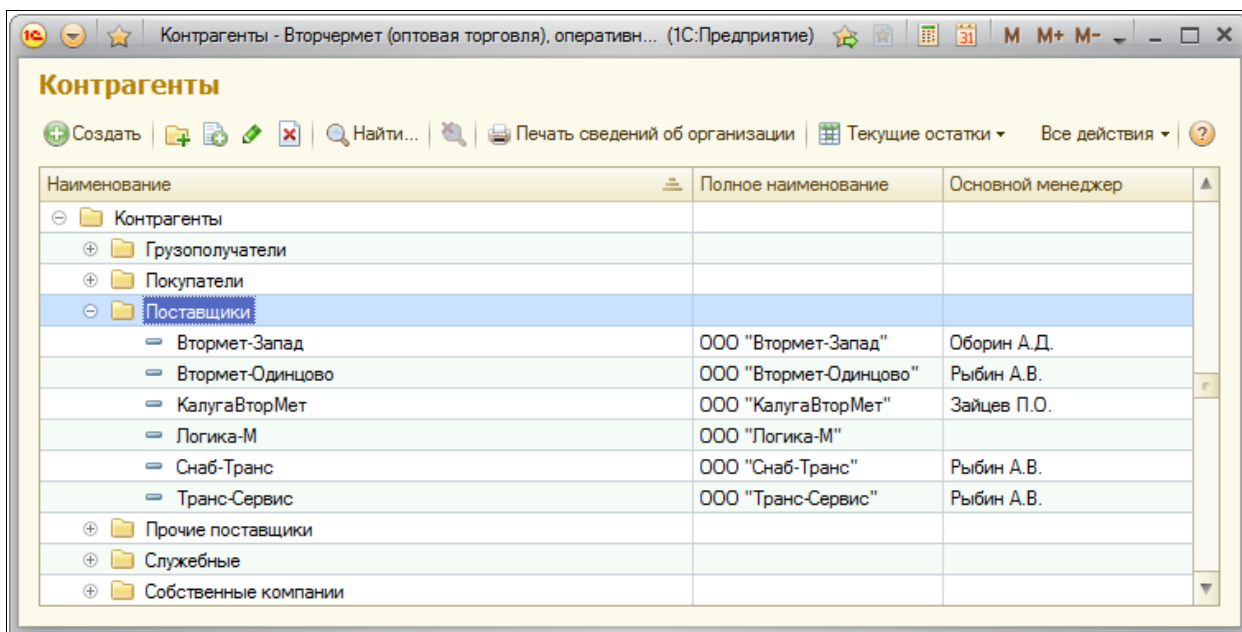 1С Контрагенты - Вторчермет (оптовая торговля), оперативн... (1С:Предприятие) 31 M M+ M-
Контрагенты
Создать Найти... Печать сведений об организации Текущие остатки Все действия ?
Наименование Полное наименование Основной менеджер
Контрагенты
Грузополучатели
Покупатели
Поставщики
Втормет-Запад ООО "Втормет-Запад" Оборин А.Д.
Втормет-Одинцово ООО "Втормет-Одинцово" Рыбин А.В.
КалугаВторМет ООО "КалугаВторМет" Зайцев П.О.
Логика-М ООО "Логика-М"
Снаб-Транс ООО "Снаб-Транс" Рыбин А.В.
Транс-Сервис ООО "Транс-Сервис" Рыбин А.В.
Прочие поставщики
Служебные
Собственные компании